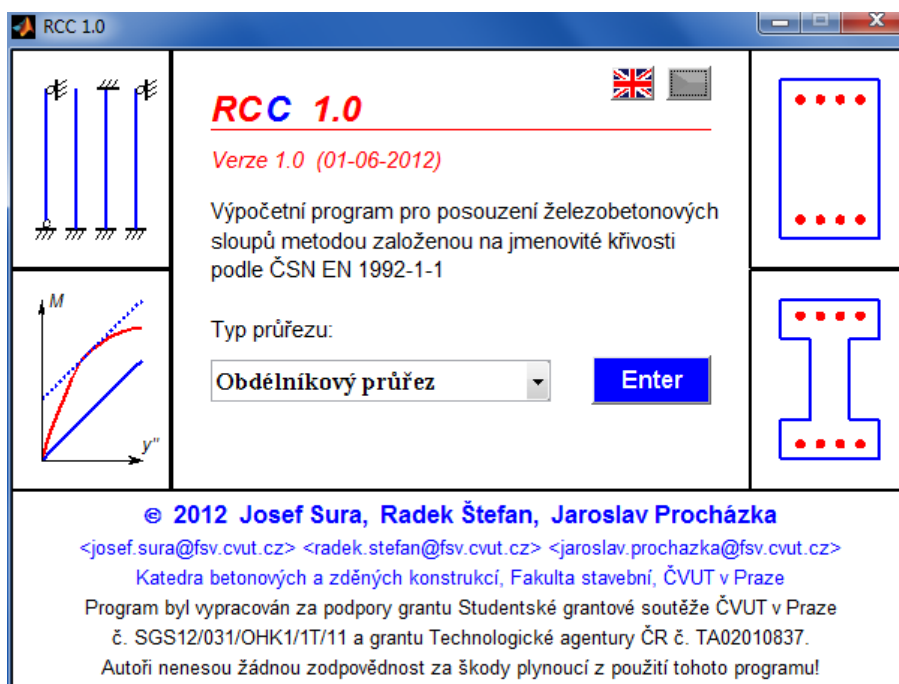 RCC 1.0
RCC 1.0
Verze 1.0 (01-06-2012)
Výpočetní program pro posouzení železobetonových
sloupů metodou založenou na jmenovité křivosti
podle ČSN EN 1992-1-1
Typ průřezu:
Obdélníkový průřez
Enter
M
y"
© 2012 Josef Sura, Radek Štefan, Jaroslav Procházka
<josef.sura@fsv.cvut.cz> <radek.stefan@fsv.cvut.cz> <jaroslav.prochazka@fsv.cvut.cz>
Katedra betonových a zděných konstrukcí, Fakulta stavební, ČVUT v Praze
Program byl vypracován za podpory grantu Studentské grantové soutěže ČVUT v Praze
č. SGS12/031/OHK1/1T/11 a grantu Technologické agentury ČR č. TA02010837.
Autoři nenesou žádnou zodpovědnost za škody plynoucí z použití tohoto programu!